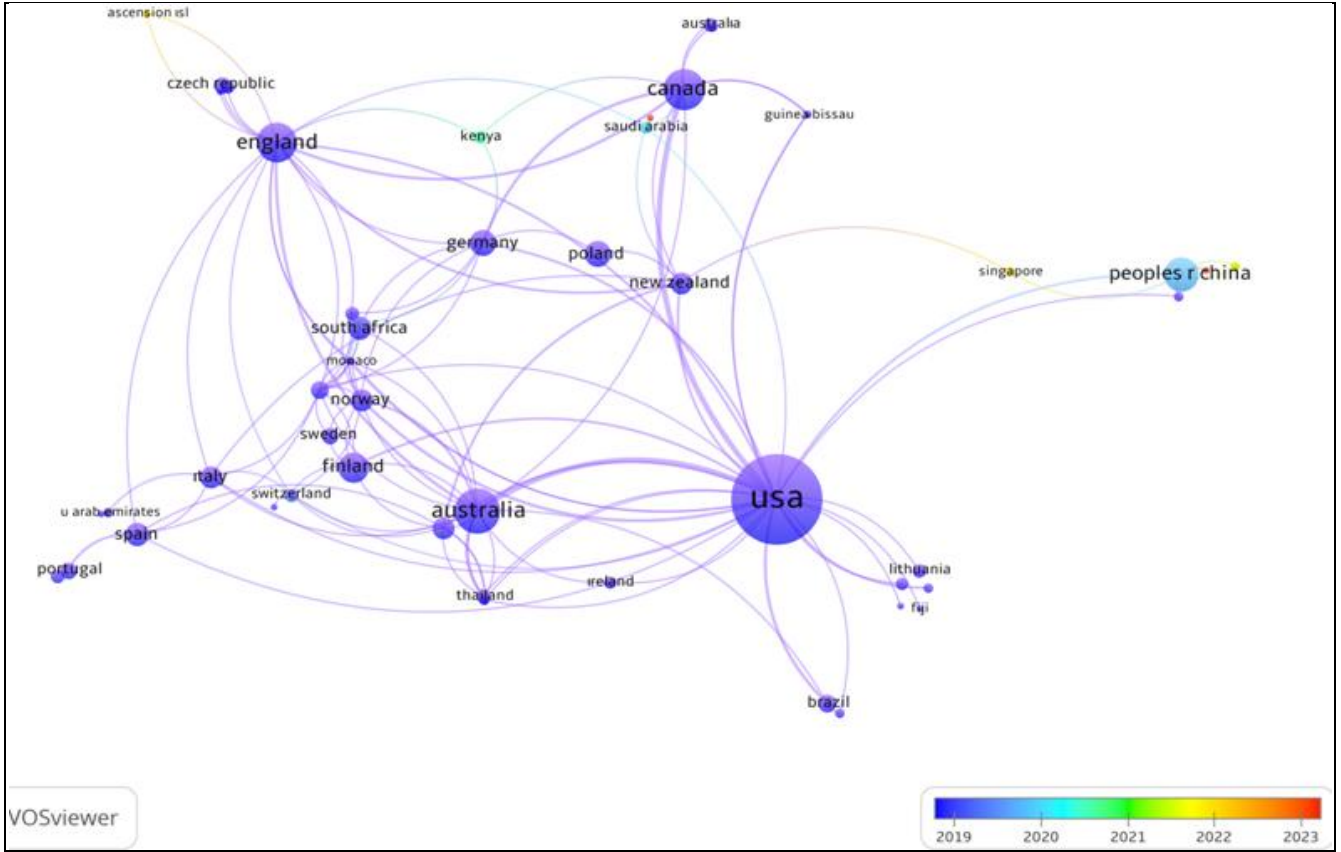 ascension isl
australia
czech republic
canada
guinea-bissau
saudi arabia
kenya
england
germany
poland
singapore
peoples r china
new zealand
south africa
monaco
norway
sweden
finland
italy
switzerland
usa
u arab emirates
australia
spain
portugal
ireland
thailand
lithuania
fiji
brazil
VOSviewer
2019 2020 2021 2022 2023